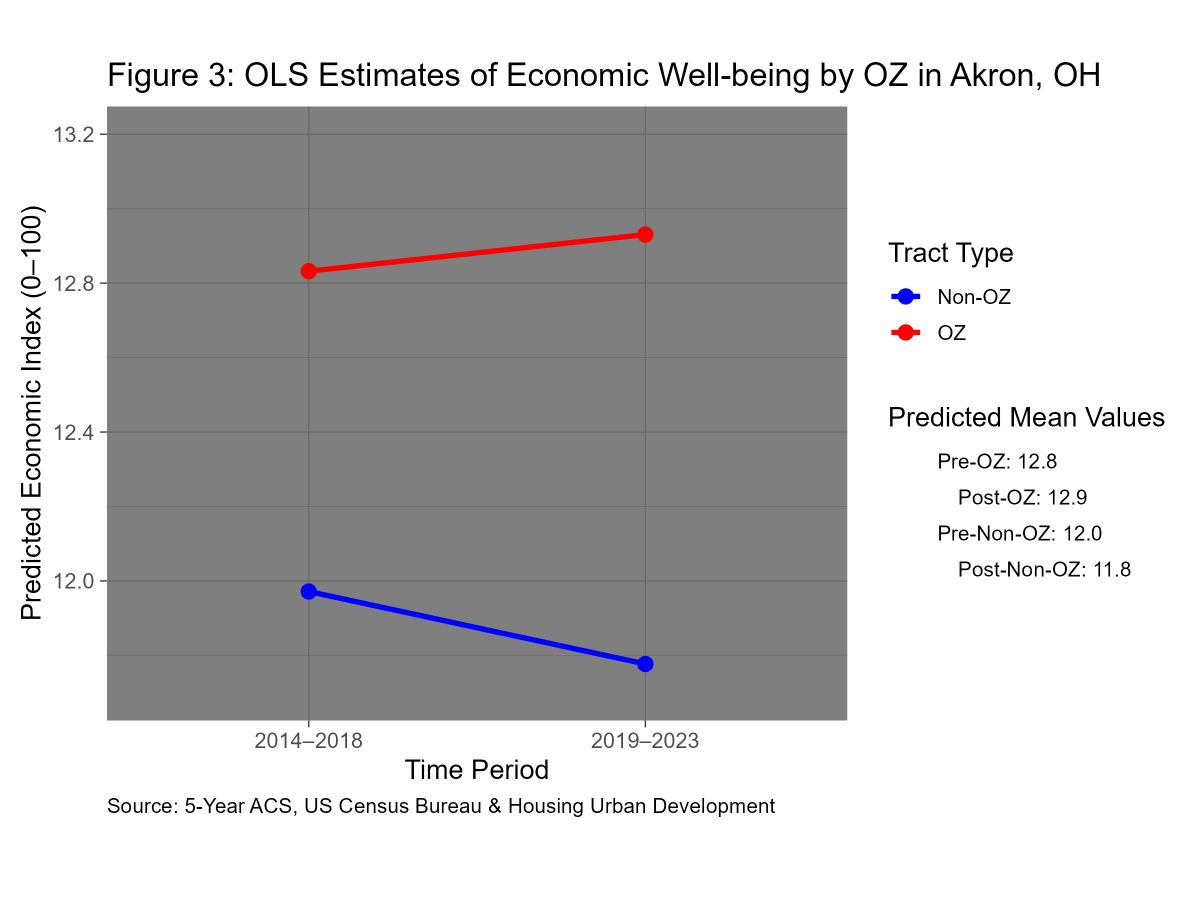 Figure 3: OLS Estimates of Economic Well-being by OZ in Akron, OH
Predicted Economic Index (0–100)
13.2
12.8
12.4
12.0
2014–2018
2019–2023
Time Period
Source: 5-Year ACS, US Census Bureau & Housing Urban Development
Tract Type
Non-OZ
OZ
Predicted Mean Values
Pre-OZ: 12.8
Post-OZ: 12.9
Pre-Non-OZ: 12.0
Post-Non-OZ: 11.8